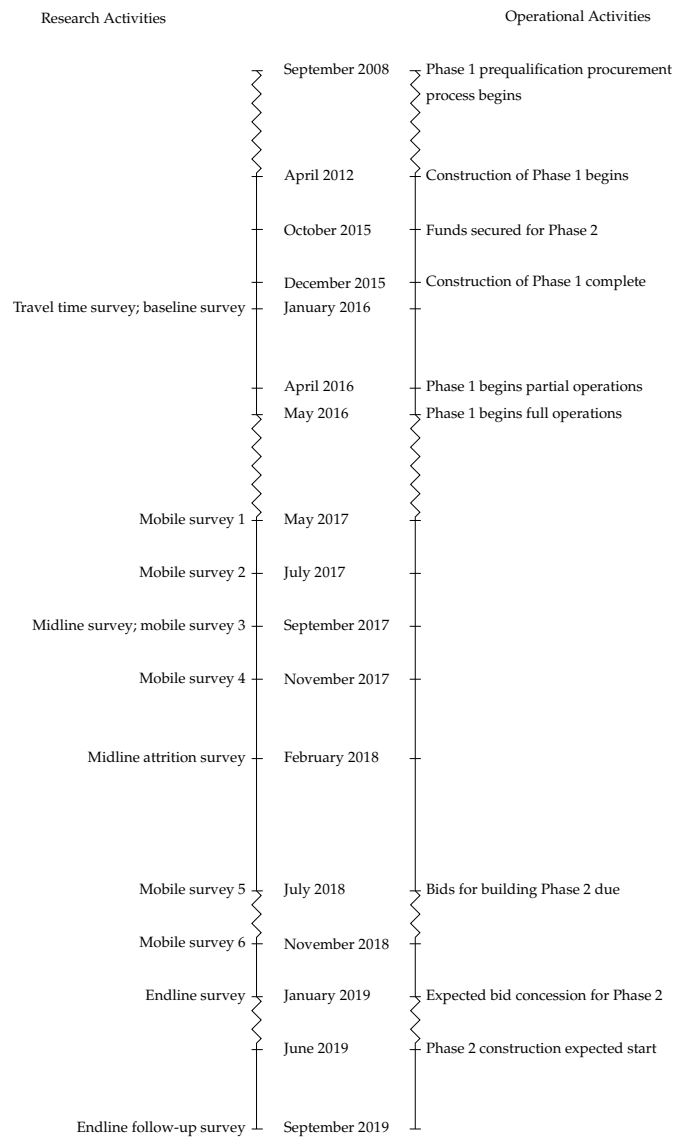 Research Activities
Operational Activities
September 2008
Phase 1 prequalification procurement
process begins
April 2012
Construction of Phase 1 begins
October 2015
Funds secured for Phase 2
December 2015
Construction of Phase 1 complete
Travel time survey; baseline survey
January 2016
April 2016
Phase 1 begins partial operations
May 2016
Phase 1 begins full operations
Mobile survey 1
May 2017
Mobile survey 2
July 2017
Midline survey; mobile survey 3
September 2017
Mobile survey 4
November 2017
Midline attrition survey
February 2018
Mobile survey 5
July 2018
Bids for building Phase 2 due
Mobile survey 6
November 2018
Endline survey
January 2019
Expected bid concession for Phase 2
June 2019
Phase 2 construction expected start
Endline follow-up survey
September 2019